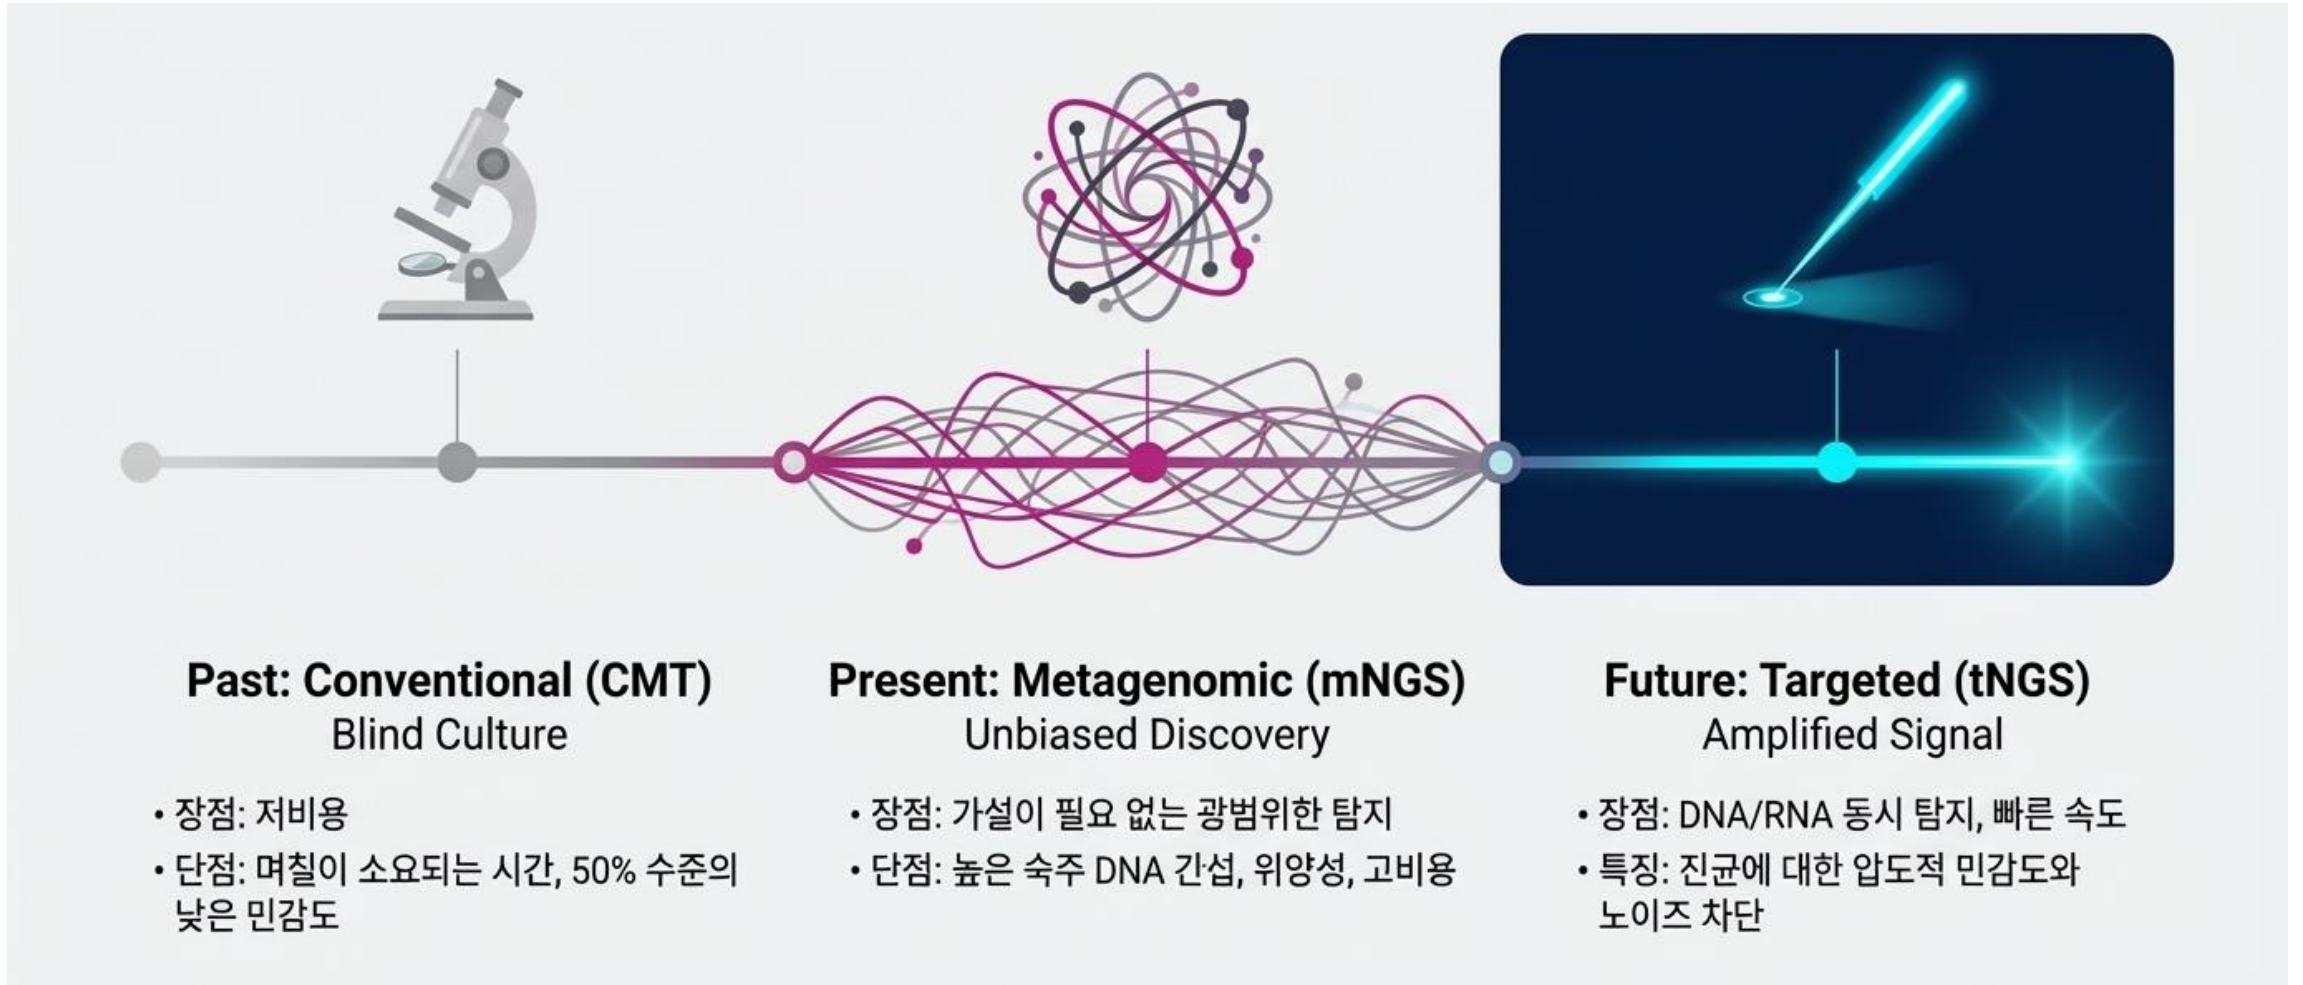 Past: Conventional (CMT)
Blind Culture
• 장점: 저비용
• 단점: 며칠이 소요되는 시간, 50% 수준의
낮은 민감도
Present: Metagenomic (mNGS)
Unbiased Discovery
• 장점: 가설이 필요 없는 광범위한 탐지
• 단점: 높은 숙주 DNA 간섭, 위양성, 고비용
Future: Targeted (tNGS)
Amplified Signal
• 장점: DNA/RNA 동시 탐지, 빠른 속도
• 특징: 진균에 대한 압도적 민감도와
노이즈 차단